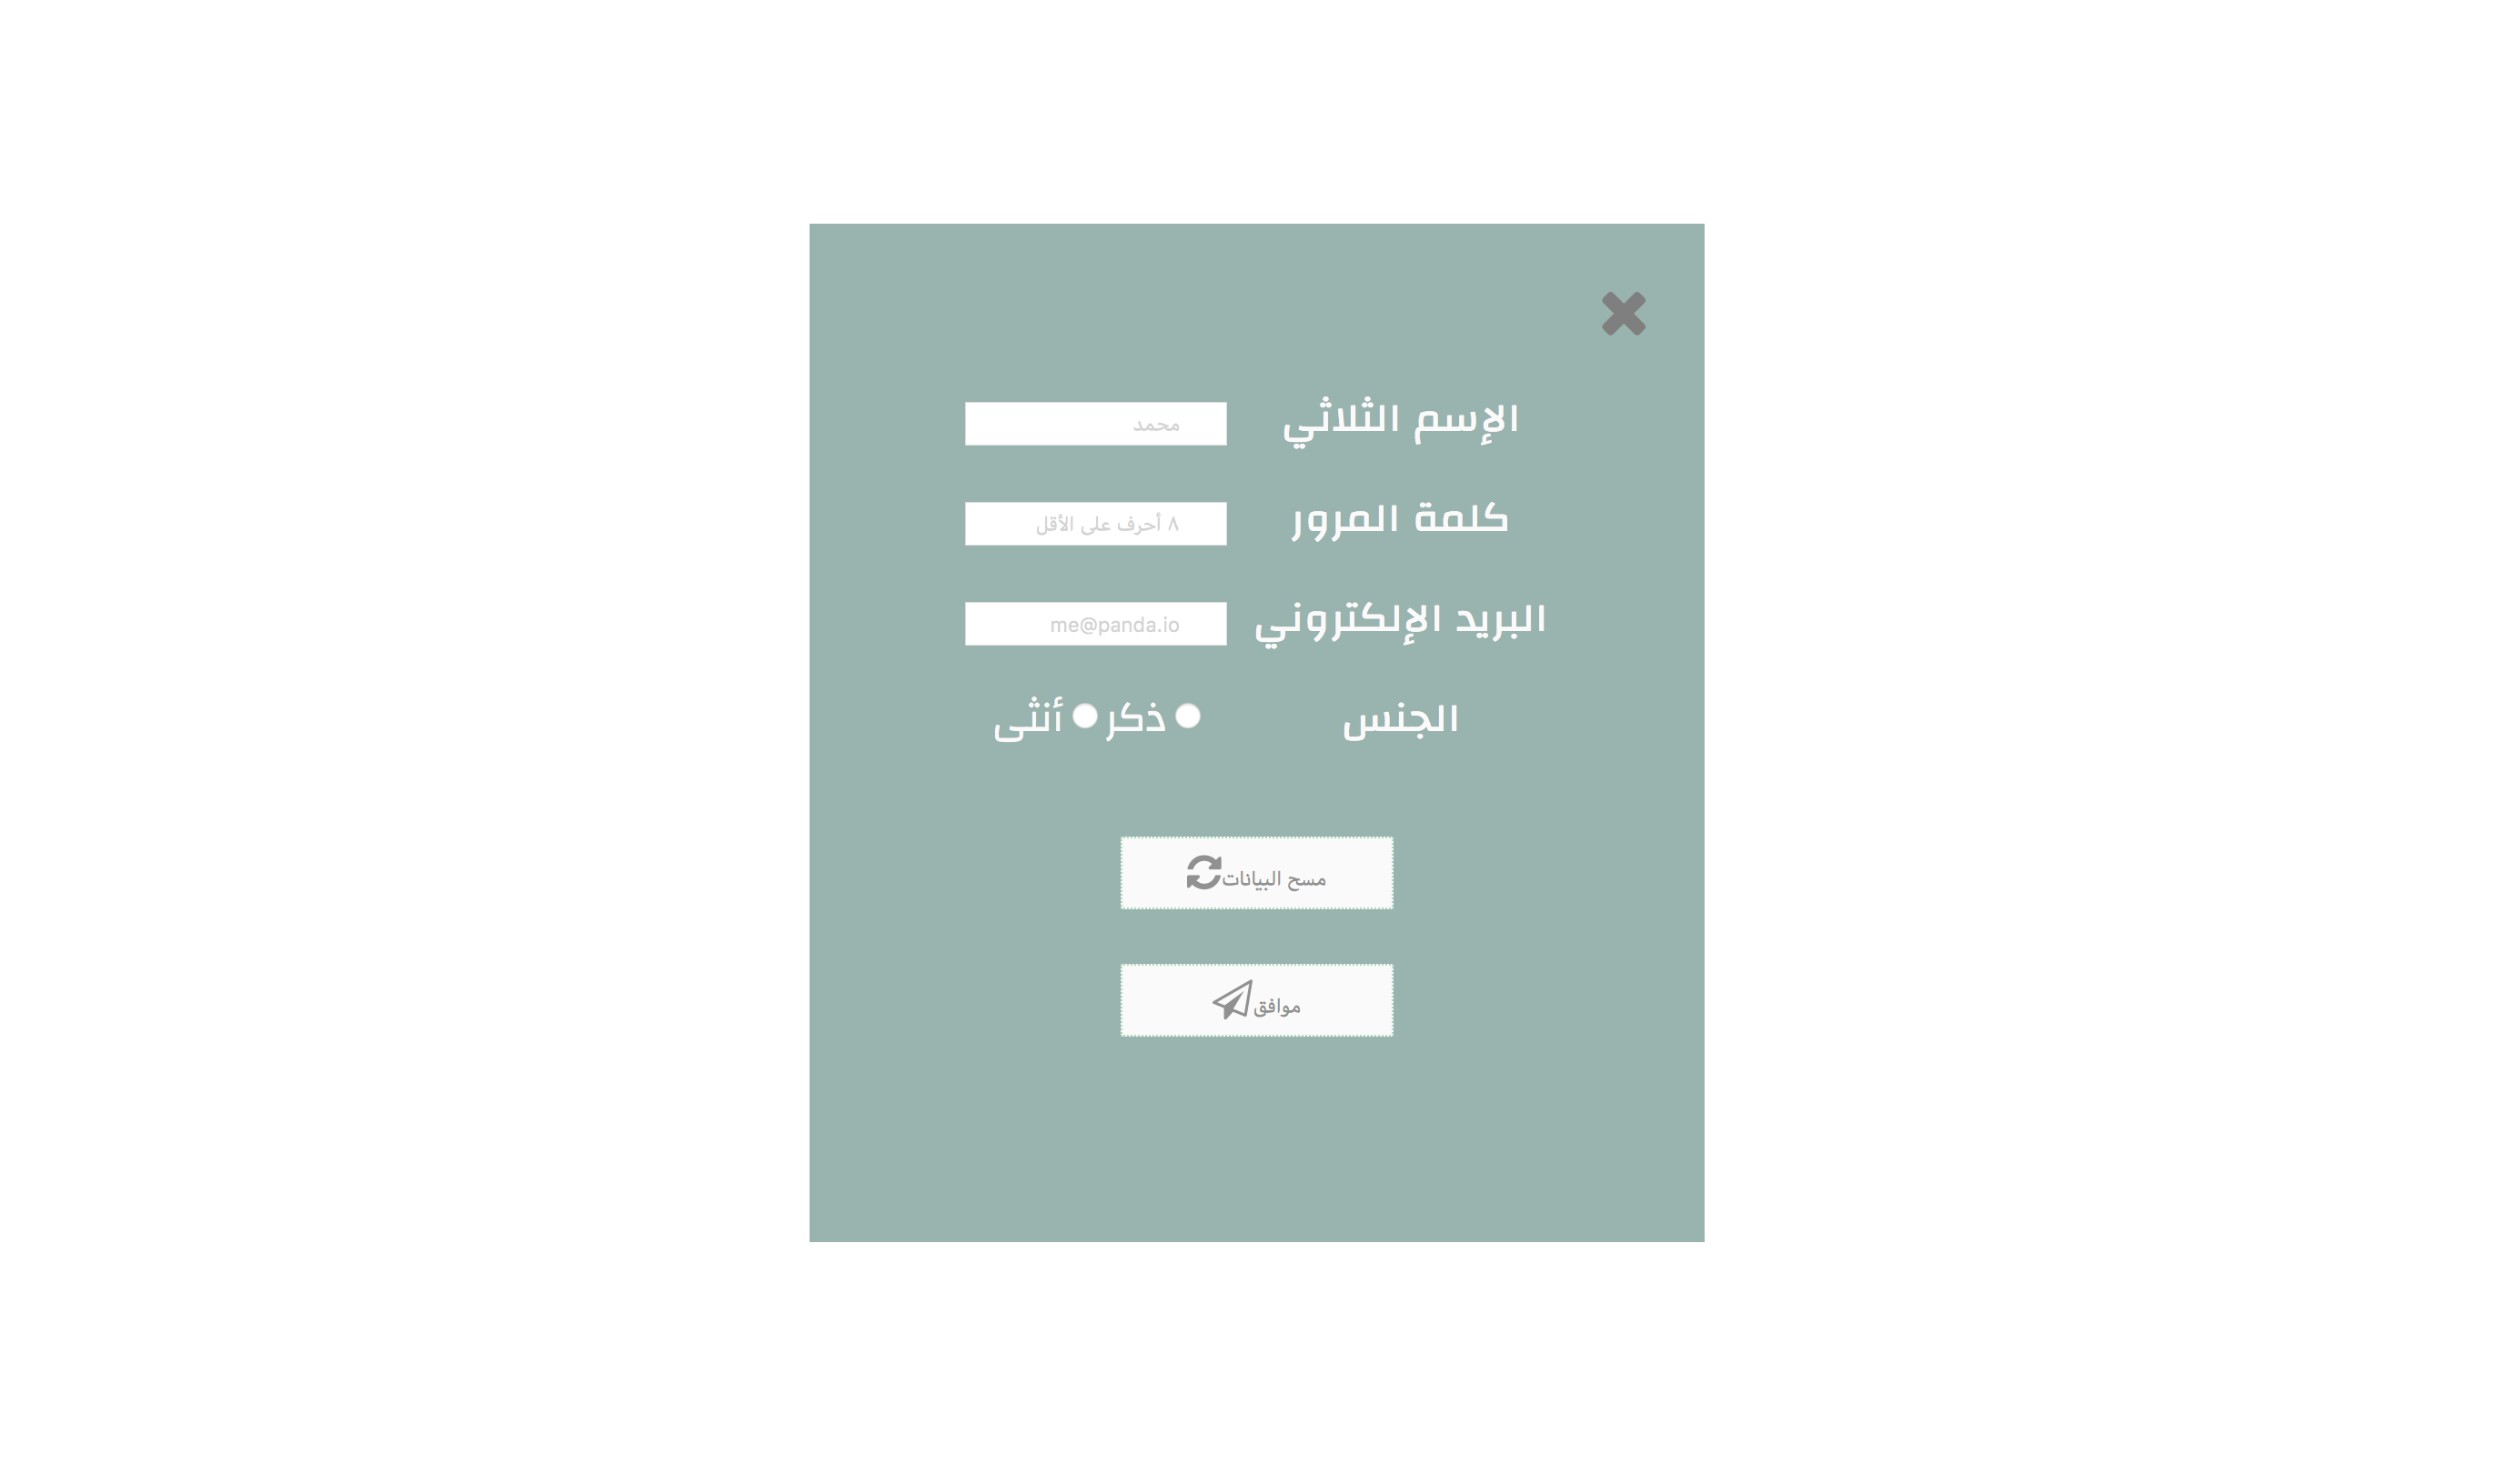 الإسم الثلاثي محمد
كلمة المرور ٨ أحرف على الأقل
البريد الإلكتروني me@panda.io
الجنس ذكر أنثى
مسح البيانات
موافق